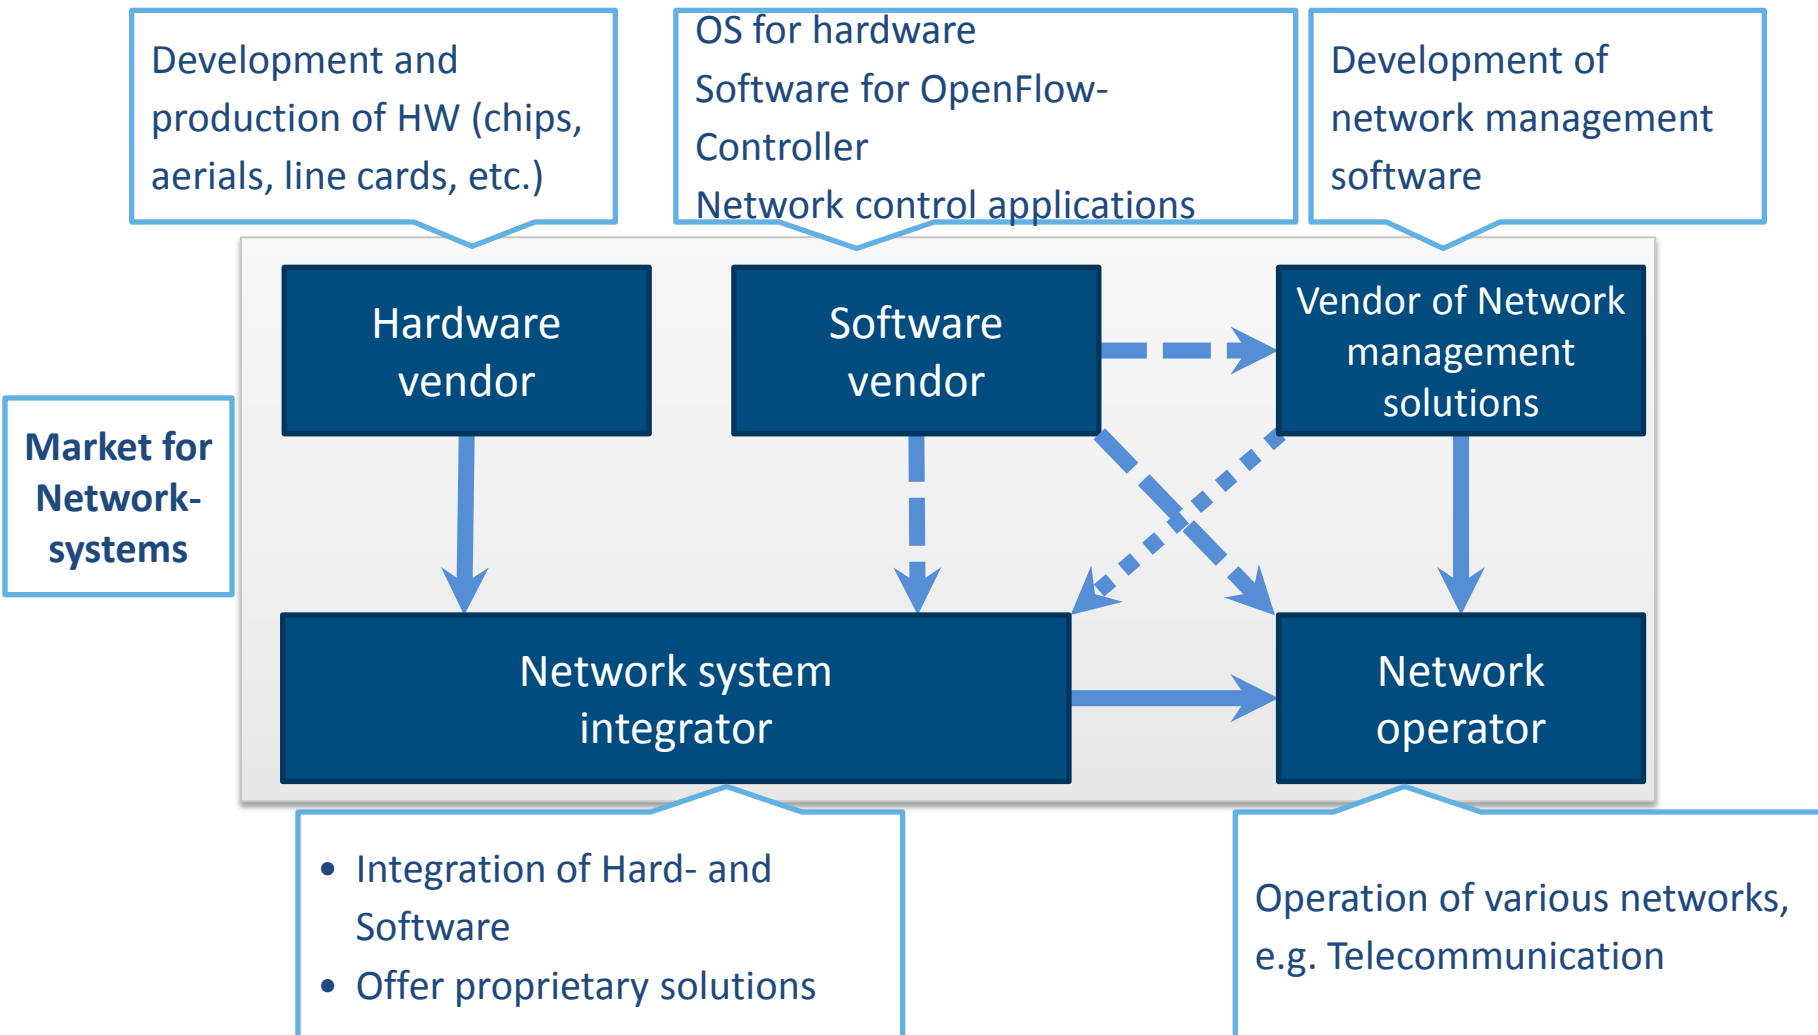 Development and
production of HW (chips,
aerials, line cards, etc.)
OS for hardware
Software for OpenFlow-
Controller
Network control applications
Development of
network management
software
Hardware
vendor
Software
vendor
Vendor of Network
management
solutions
Market for
Network-
systems
Network system
integrator
Network
operator
• Integration of Hard- and
Software
• Offer proprietary solutions
Operation of various networks,
e.g. Telecommunication